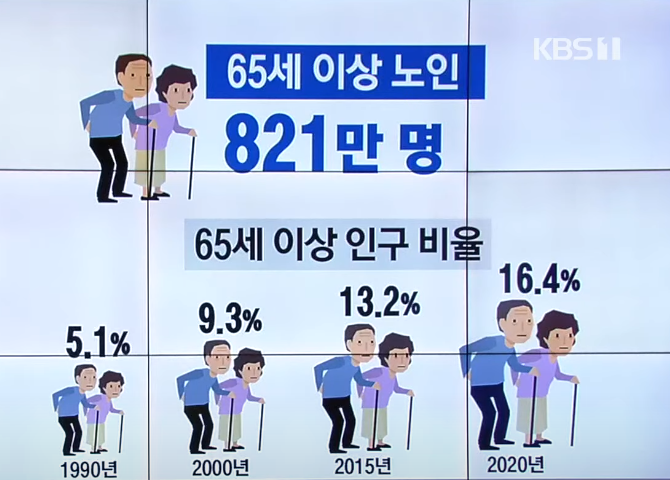 KBS1
65세 이상 노인
821만 명
65세 이상 인구 비율
5.1% 9.3% 13.2% 16.4%
1990년 2000년 2015년 2020년